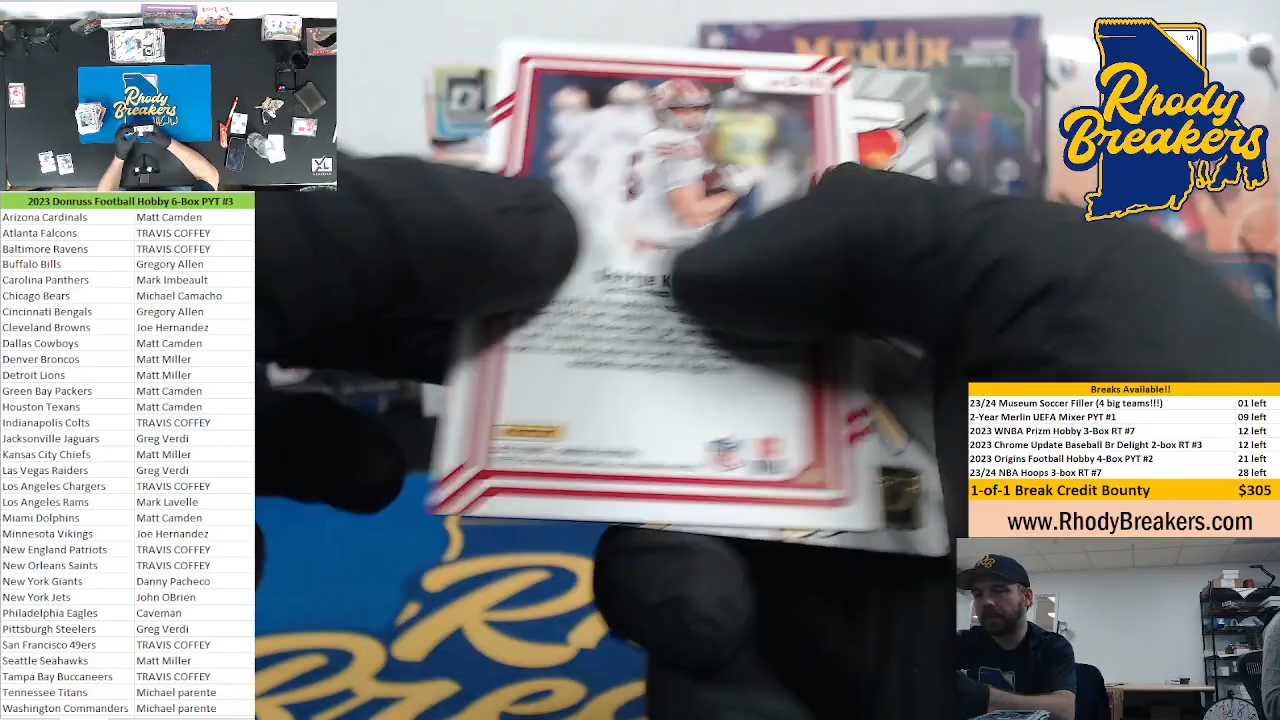 MERLIN
1/1
Rhody
Breakers
Rhody
Breakers
XL
2023 Donruss Football Hobby 6-Box PYT #3
Arizona Cardinals Matt Camden
Atlanta Falcons TRAVIS COFFEY
Baltimore Ravens TRAVIS COFFEY
Buffalo Bills Gregory Allen
Carolina Panthers Mark Imbeault
Chicago Bears Michael Camacho
Cincinnati Bengals Gregory Allen
Cleveland Browns Joe Hernandez
Dallas Cowboys Matt Camden
Denver Broncos Matt Miller
Detroit Lions Matt Miller
Green Bay Packers Matt Camden
Houston Texans Matt Camden
Indianapolis Colts TRAVIS COFFEY
Jacksonville Jaguars Greg Verdi
Kansas City Chiefs Matt Camden
Las Vegas Raiders Greg Verdi
Los Angeles Chargers TRAVIS COFFEY
Los Angeles Rams Mark Lavelle
Miami Dolphins Matt Camden
Minnesota Vikings Joe Hernandez
New England Patriots TRAVIS COFFEY
New Orleans Saints TRAVIS COFFEY
New York Giants Danny Pacheco
New York Jets John OBrien
Philadelphia Eagles Caveman
Pittsburgh Steelers Greg Verdi
San Francisco 49ers TRAVIS COFFEY
Seattle Seahawks Matt Miller
Tampa Bay Buccaneers TRAVIS COFFEY
Tennessee Titans Michael parente
Washington Commanders Michael parente
Breaks Available!!
23/24 Museum Soccer Filler (4 big teams!!!) 01 left
2-Year Merlin UEFA Mixer PYT #1 09 left
2023 WNBA Prizm Hobby 3-Box RT #7 12 left
2023 Chrome Update Baseball Br Delight 2-box RT #3 12 left
2023 Origins Football Hobby 4-Box PYT #2 21 left
23/24 NBA Hoops 3-box RT #7 28 left
1-of-1 Break Credit Bounty $305
www.RhodyBreakers.com